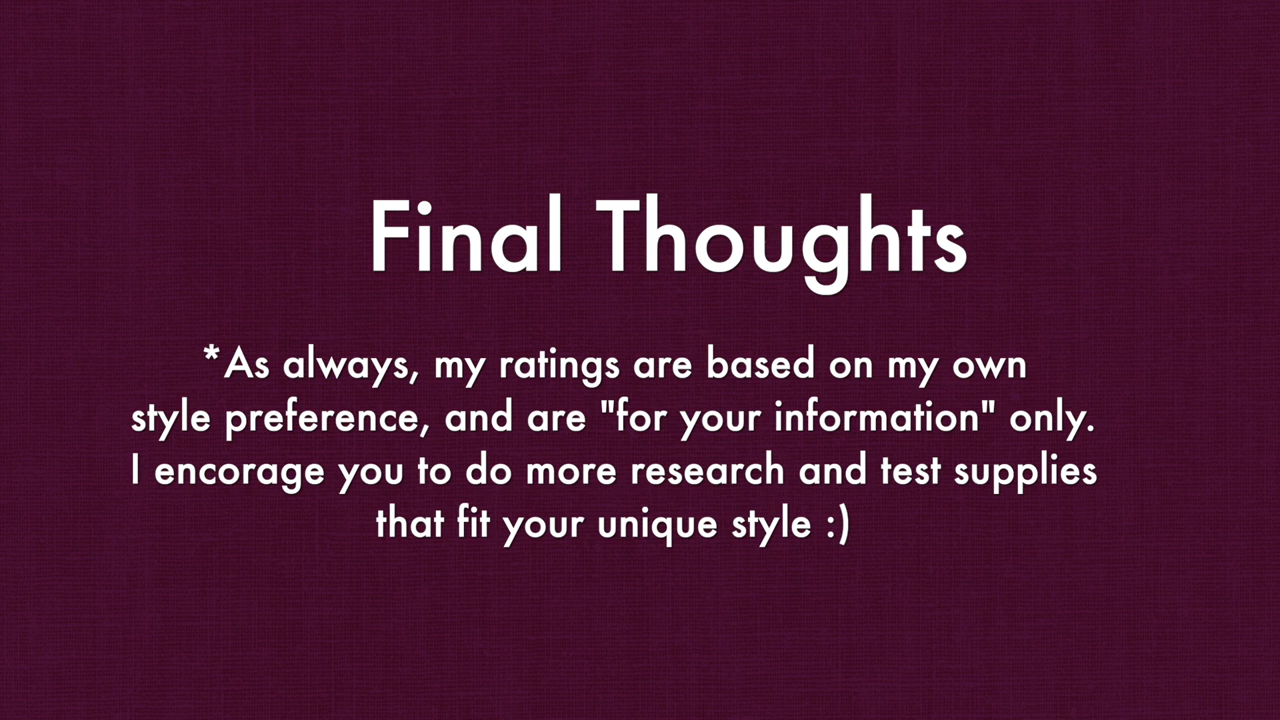 Final Thoughts
*As always, my ratings are based on my own
style preference, and are "for your information" only.
I encorage you to do more research and test supplies
that fit your unique style :)